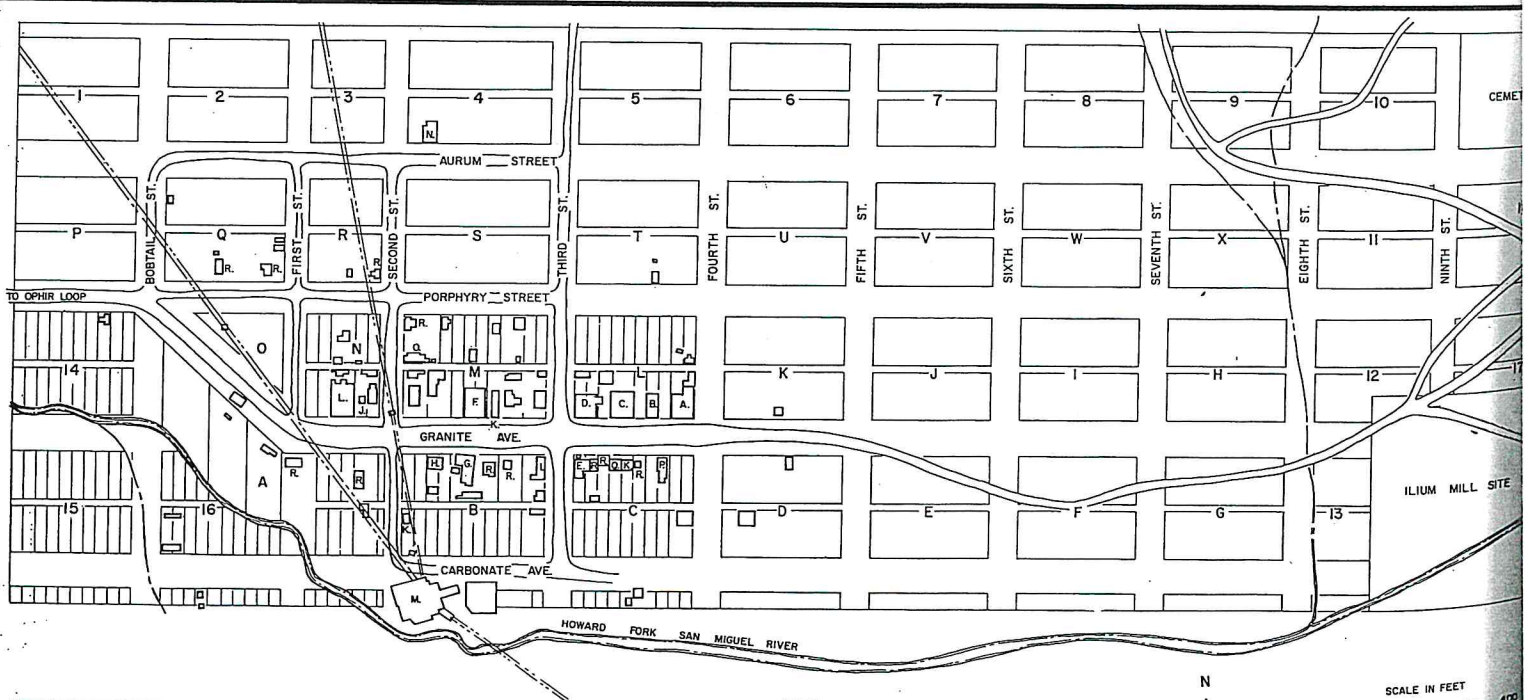 1 2 3 4 5 6 7 8 9 10
CEMET
N.
AURUM STREET
BOBTAIL ST.
FIRST ST.
SECOND ST.
THIRD ST.
FOURTH ST.
FIFTH ST.
SIXTH ST.
SEVENTH ST.
EIGHTH ST.
NINTH ST.
P Q R S T U V W X 11
R. R. R
TO OPHIR LOOP
PORPHYRY STREET
R.
O.
O N
14 M L K J I H 12 17
L. J. F. D. C. B. A.
K.
GRANITE AVE.
H. G. R. R. I. E. R. R. O. K R. P.
R. R
A
ILIUM MILL SITE
15 16 B C D E F G 13
K.
CARBONATE AVE.
M.
HOWARD FORK SAN MIGUEL RIVER
N
SCALE IN FEET
400